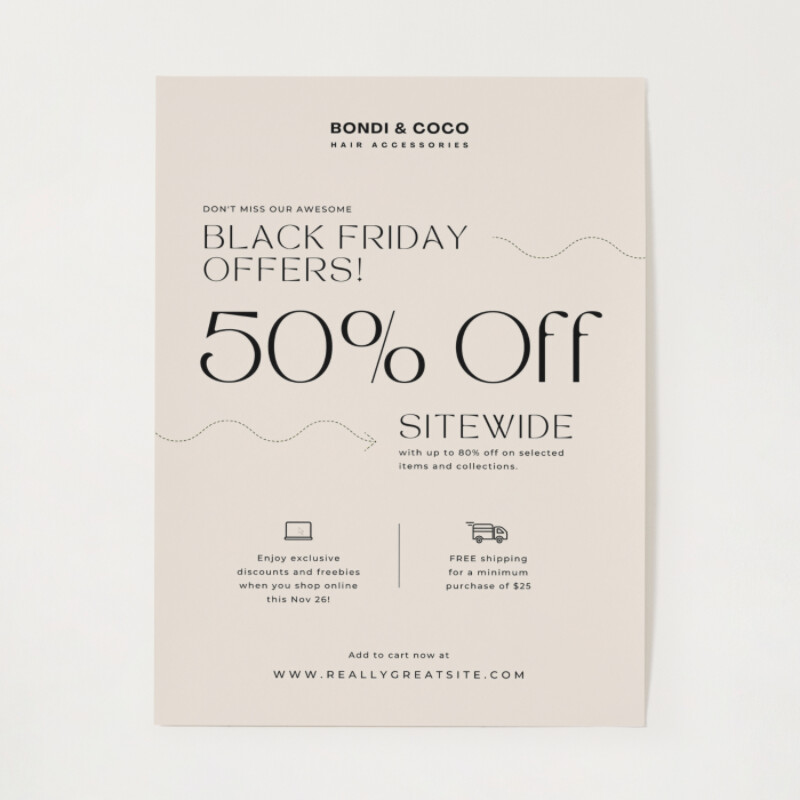 BONDI & COCO
HAIR ACCESSORIES
DON'T MISS OUR AWESOME
BLACK FRIDAY
OFFERS!
50% Off
SITEWIDE
with up to 80% off on selected
items and collections.
Enjoy exclusive
discounts and freebies
when you shop online
this Nov 26!
FREE shipping
for a minimum
purchase of $25
Add to cart now at
WWW.REALLYGREATSITE.COM